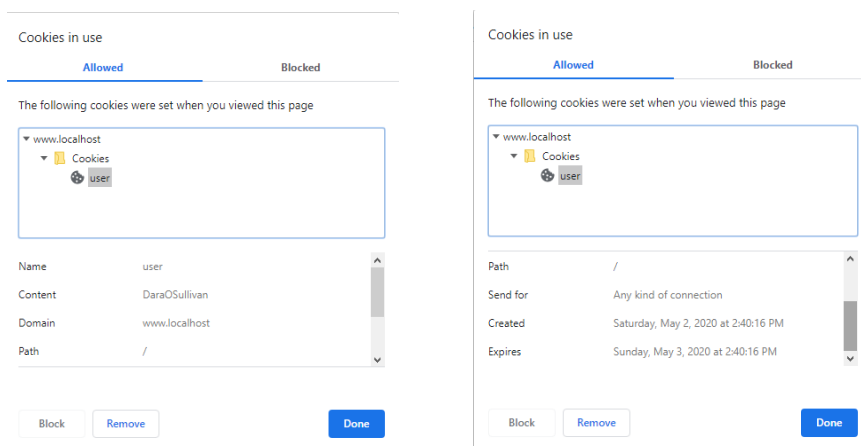 Cookies in use
Allowed Blocked
The following cookies were set when you viewed this page
www.localhost
Cookies
user
Name user
Content DaraOSullivan
Domain www.localhost
Path /
Block Remove Done
Cookies in use
Allowed Blocked
The following cookies were set when you viewed this page
www.localhost
Cookies
user
Path /
Send for Any kind of connection
Created Saturday, May 2, 2020 at 2:40:16 PM
Expires Sunday, May 3, 2020 at 2:40:16 PM
Block Remove Done